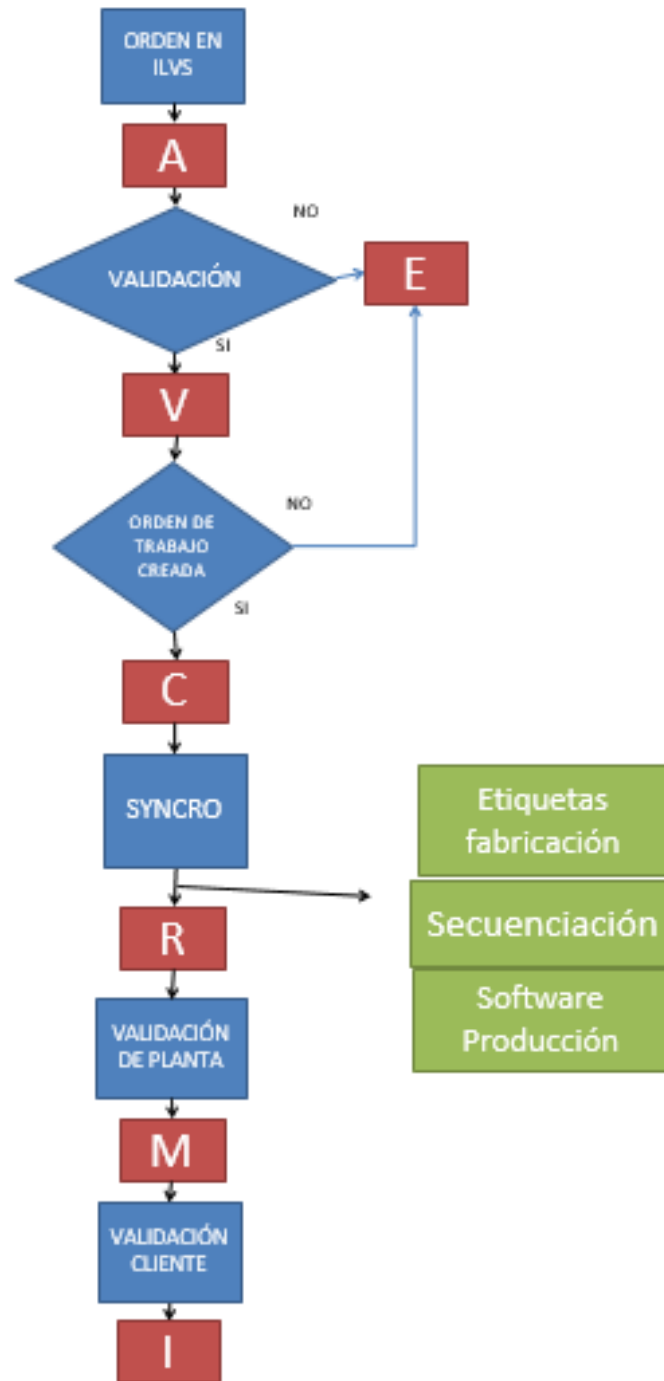 ORDEN EN
ILVS
A
NO
VALIDACIÓN
E
SI
V
NO
ORDEN DE
TRABAJO
CREADA
SI
C
SYNCRO
Etiquetas
fabricación
Secuenciación
Software
Producción
R
VALIDACIÓN
DE PLANTA
M
VALIDACIÓN
CLIENTE
I